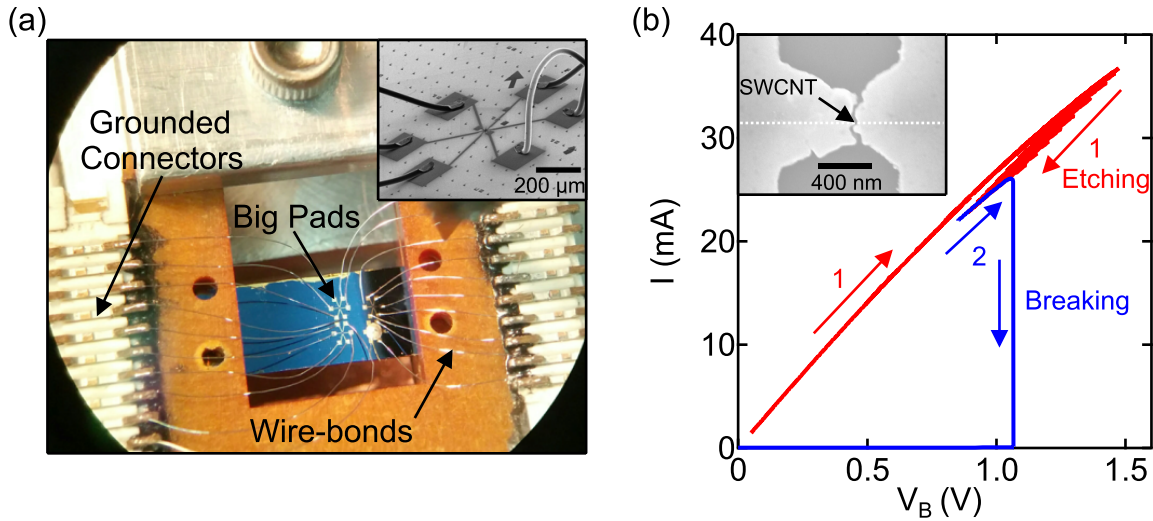 (a)
Grounded
Connectors
Big Pads
Wire-bonds
200 µm
(b)
I (mA)
40
30
20
10
0
SWCNT
400 nm
1
Etching
1
2
Breaking
0
0.5
1.0
1.5
V_B (V)